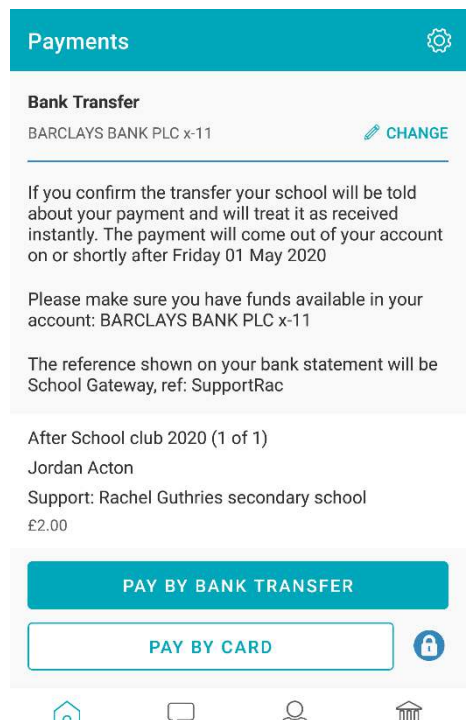 Payments
Bank Transfer
BARCLAYS BANK PLC x-11
CHANGE
If you confirm the transfer your school will be told
about your payment and will treat it as received
instantly. The payment will come out of your account
on or shortly after Friday 01 May 2020
Please make sure you have funds available in your
account: BARCLAYS BANK PLC x-11
The reference shown on your bank statement will be
School Gateway, ref: SupportRac
After School club 2020 (1 of 1)
Jordan Acton
Support: Rachel Guthries secondary school
£2.00
PAY BY BANK TRANSFER
PAY BY CARD